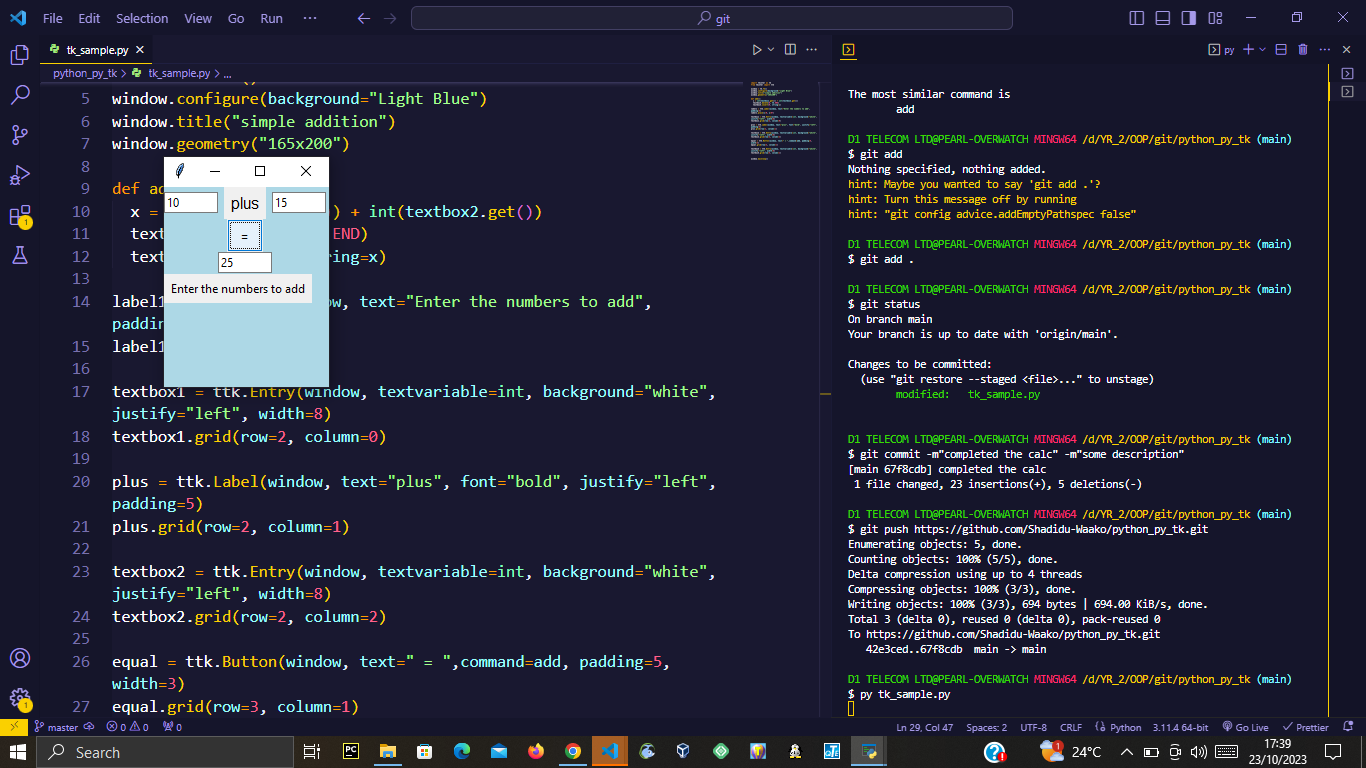 File Edit Selection View Go Run ···
git
tk_sample.py
python_py_tk > tk_sample.py > ...
5 window.configure(background="Light Blue")
6 window.title("simple addition")
7 window.geometry("165x200")
8
9 def ad
10 x = ) + int(textbox2.get())
11 text END)
12 text ring=x)
13
14 label1 w, text="Enter the numbers to add",
padding
15 label1
16
17 textbox1 = ttk.Entry(window, textvariable=int, background="white",
justify="left", width=8)
18 textbox1.grid(row=2, column=0)
19
20 plus = ttk.Label(window, text="plus", font="bold", justify="left",
padding=5)
21 plus.grid(row=2, column=1)
22
23 textbox2 = ttk.Entry(window, textvariable=int, background="white",
justify="left", width=8)
24 textbox2.grid(row=2, column=2)
25
26 equal = ttk.Button(window, text=" = ",command=add, padding=5,
width=3)
27 equal.grid(row=3, column=1)
10 plus 15
=
25
Enter the numbers to add
py
The most similar command is
add
D1 TELECOM LTD@PEARL-OVERWATCH MINGW64 /d/YR_2/OOP/git/python_py_tk (main)
$ git add
Nothing specified, nothing added.
hint: Maybe you wanted to say 'git add .'?
hint: Turn this message off by running
hint: "git config advice.addEmptyPathspec false"
D1 TELECOM LTD@PEARL-OVERWATCH MINGW64 /d/YR_2/OOP/git/python_py_tk (main)
$ git add .
D1 TELECOM LTD@PEARL-OVERWATCH MINGW64 /d/YR_2/OOP/git/python_py_tk (main)
$ git status
On branch main
Your branch is up to date with 'origin/main'.
Changes to be committed:
(use "git restore --staged <file>..." to unstage)
modified: tk_sample.py
D1 TELECOM LTD@PEARL-OVERWATCH MINGW64 /d/YR_2/OOP/git/python_py_tk (main)
$ git commit -m"completed the calc" -m"some description"
[main 67f8cdb] completed the calc
1 file changed, 23 insertions(+), 5 deletions(-)
D1 TELECOM LTD@PEARL-OVERWATCH MINGW64 /d/YR_2/OOP/git/python_py_tk (main)
$ git push https://github.com/Shadidu-Waako/python_py_tk.git
Enumerating objects: 5, done.
Counting objects: 100% (5/5), done.
Delta compression using up to 4 threads
Compressing objects: 100% (3/3), done.
Writing objects: 100% (3/3), 694 bytes | 694.00 KiB/s, done.
Total 3 (delta 0), reused 0 (delta 0), pack-reused 0
To https://github.com/Shadidu-Waako/python_py_tk.git
42e3ced..67f8cdb main -> main
D1 TELECOM LTD@PEARL-OVERWATCH MINGW64 /d/YR_2/OOP/git/python_py_tk (main)
$ py tk_sample.py
master 0 0 0 Ln 29, Col 47 Spaces: 2 UTF-8 CRLF Python 3.11.4 64-bit Go Live Prettier
Search
PC
24°C
17:39
23/10/2023